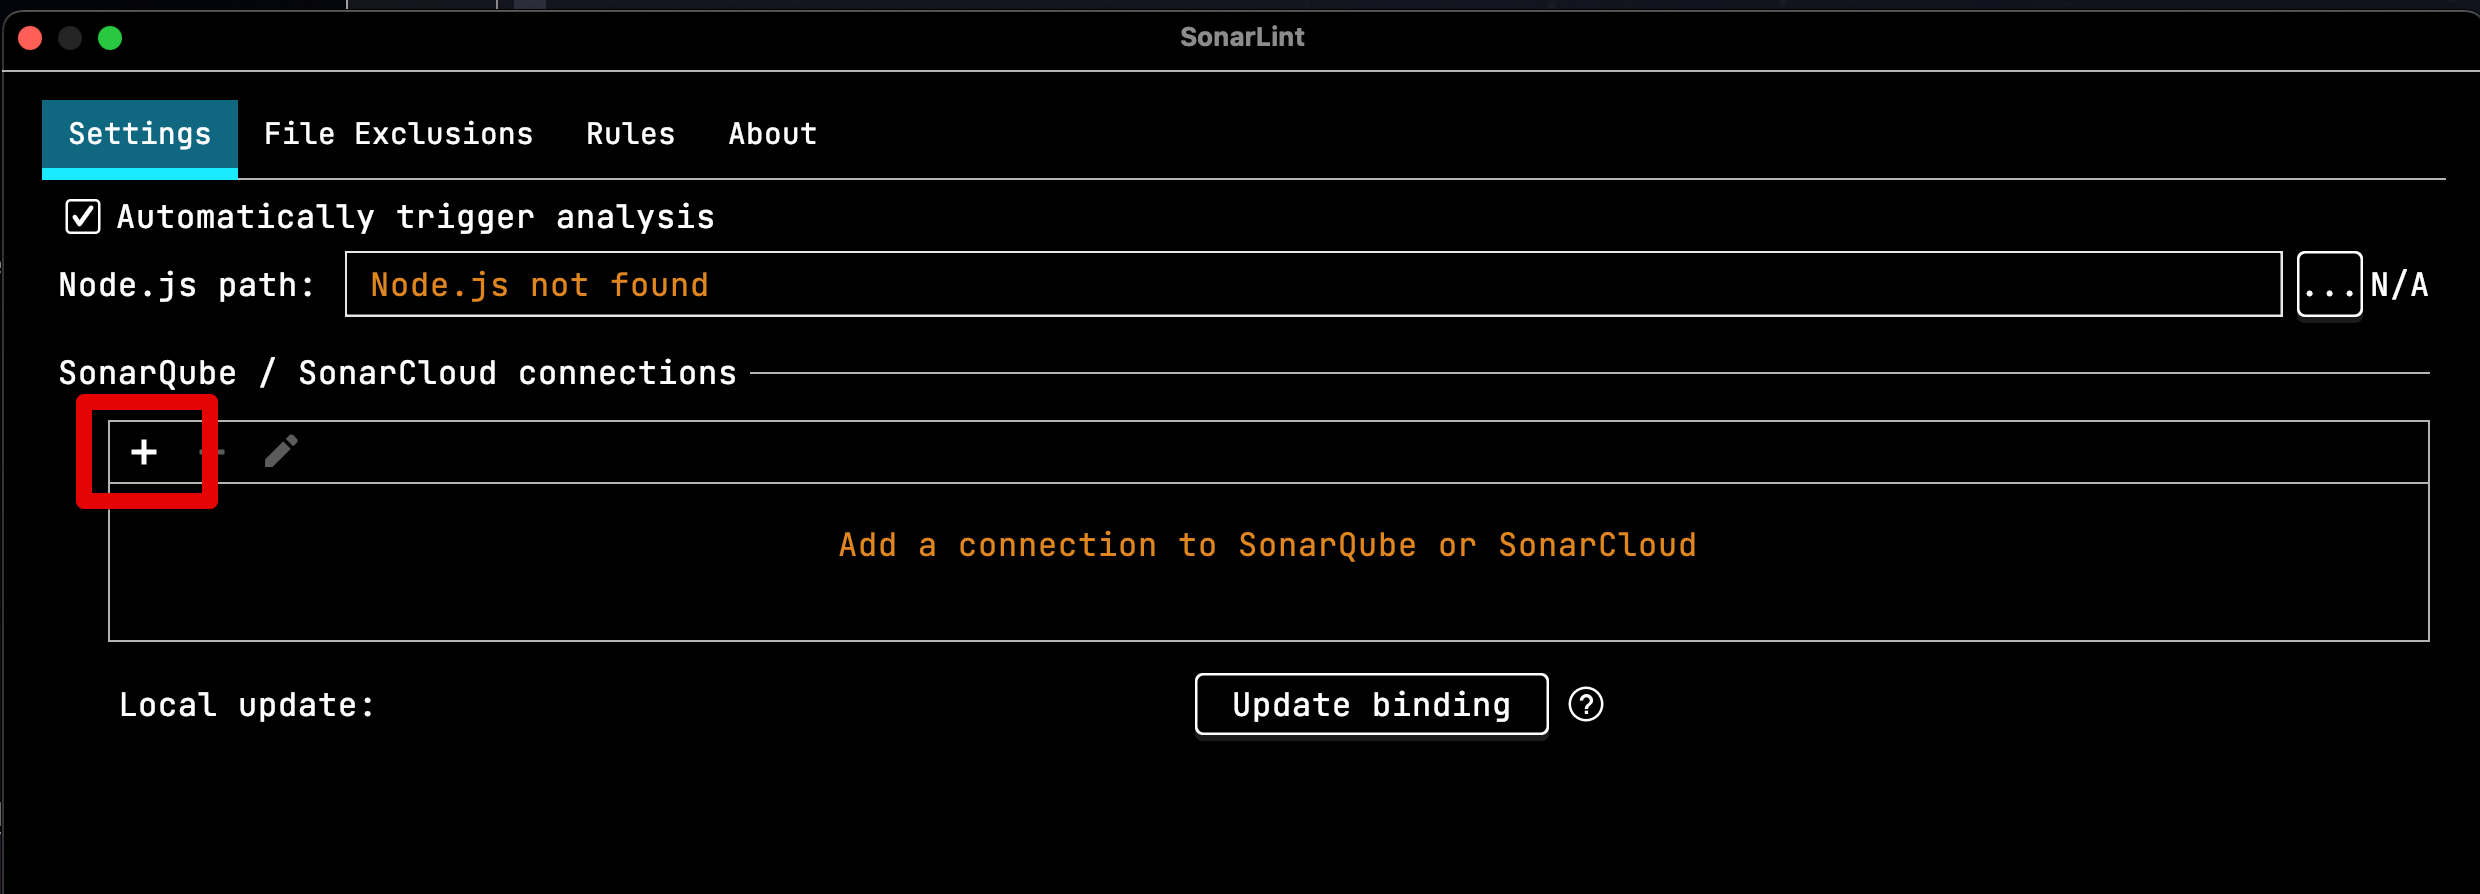 SonarLint
Settings File Exclusions Rules About
Automatically trigger analysis
Node.js path: Node.js not found ... N/A
SonarQube / SonarCloud connections
Add a connection to SonarQube or SonarCloud
Local update: Update binding ?